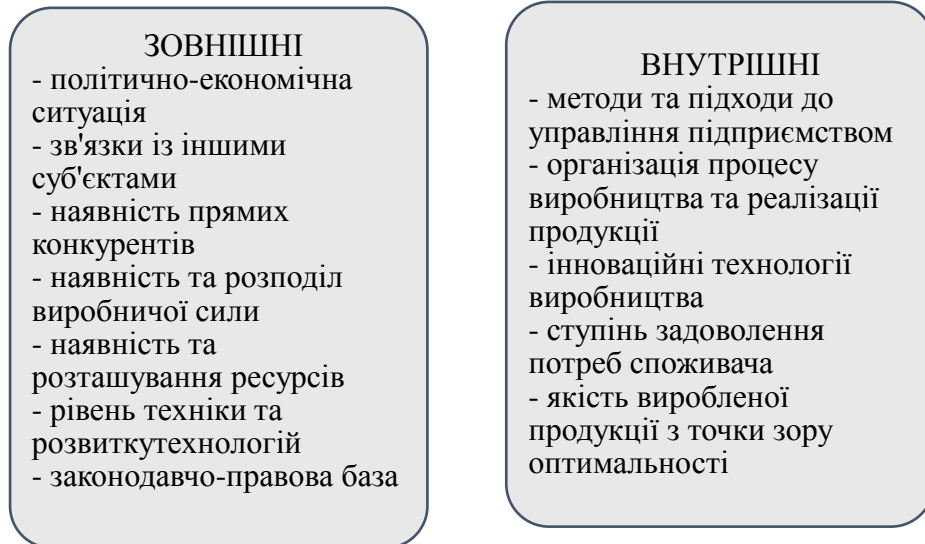 ЗОВНІШНІ
- політично-економічна
ситуація
- зв'язки із іншими
суб'єктами
- наявність прямих
конкурентів
- наявність та розподіл
виробничої сили
- наявність та
розташування ресурсів
- рівень техніки та
розвиткутехнологій
- законодавчо-правова база
ВНУТРІШНІ
- методи та підходи до
управління підприємством
- організація процесу
виробництва та реалізації
продукції
- інноваційні технології
виробництва
- ступінь задоволення
потреб споживача
- якість виробленої
продукції з точки зору
оптимальності